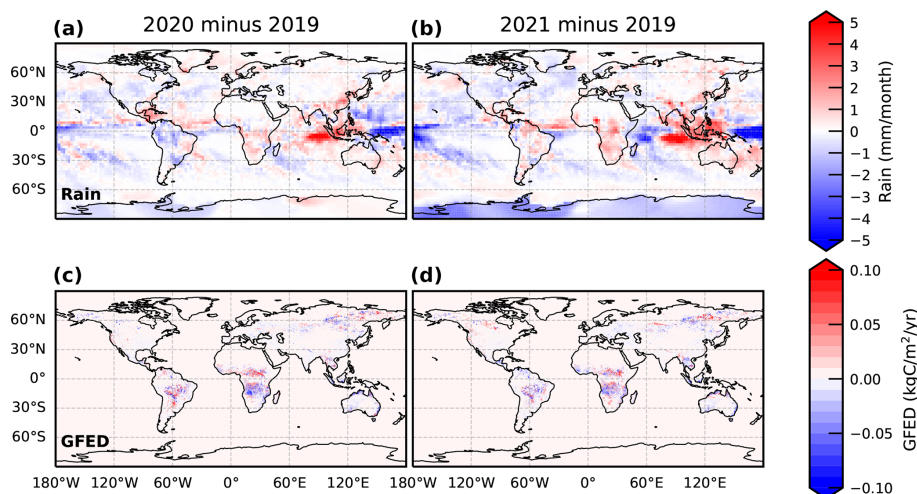 (a) 2020 minus 2019
(b) 2021 minus 2019
60°N
30°N
0°
30°S
60°S
Rain
5
4
3
2
1
0
−1
−2
−3
−4
−5
Rain (mm/month)
(c)
(d)
60°N
30°N
0°
30°S
60°S
GFED
180°W 120°W 60°W 0° 60°E 120°E 180°W 120°W 60°W 0° 60°E 120°E
0.10
0.05
0.00
−0.05
−0.10
GFED (kgC/m²/yr)